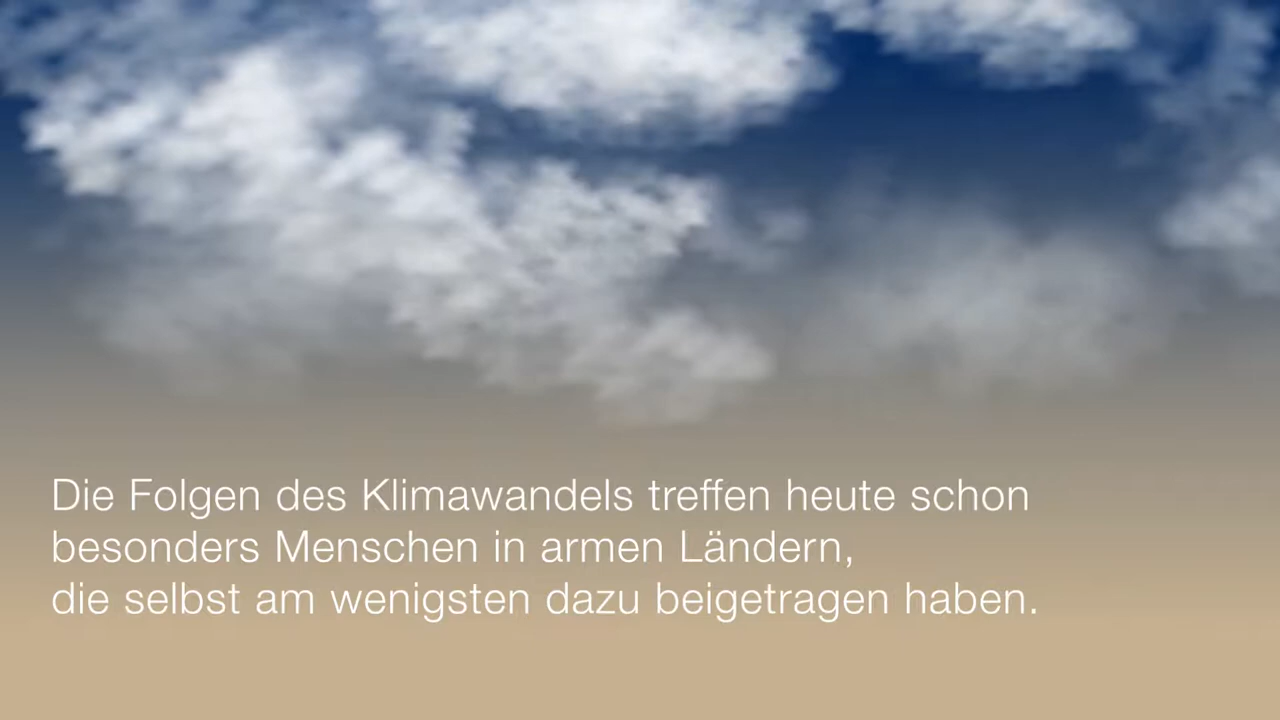 Die Folgen des Klimawandels treffen heute schon
besonders Menschen in armen Ländern,
die selbst am wenigsten dazu beigetragen haben.